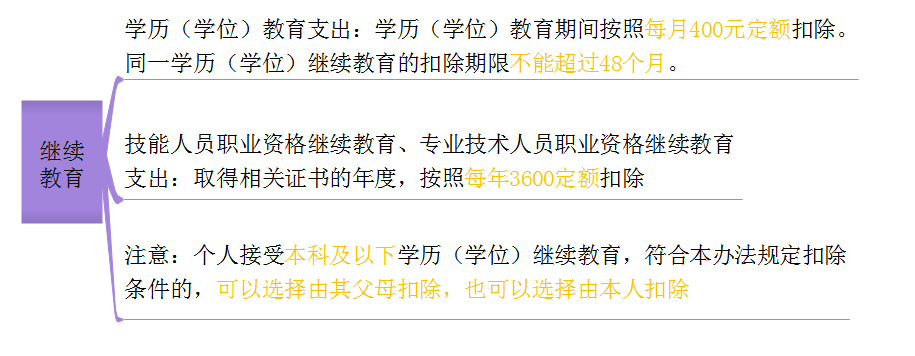 继续
教育
学历（学位）教育支出：学历（学位）教育期间按照每月400元定额扣除。
同一学历（学位）继续教育的扣除期限不能超过48个月。
技能人员职业资格继续教育、专业技术人员职业资格继续教育
支出：取得相关证书的年度，按照每年3600定额扣除
注意：个人接受本科及以下学历（学位）继续教育，符合本办法规定扣除
条件的，可以选择由其父母扣除，也可以选择由本人扣除